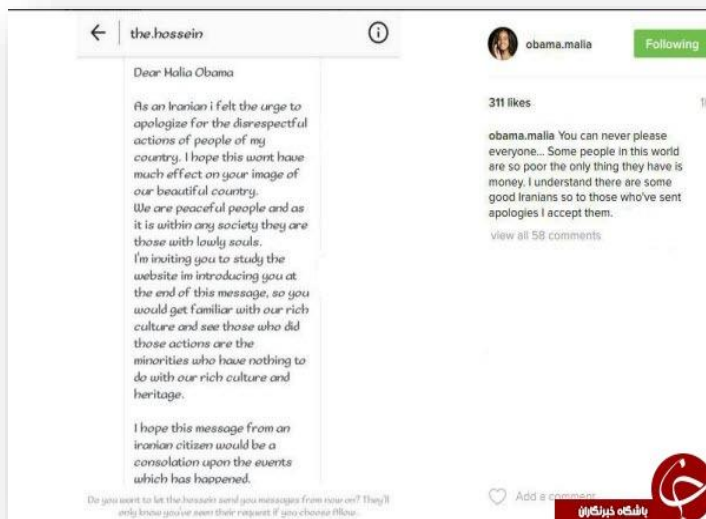 the.hossein
Dear Halia Obama
As an Iranian i felt the urge to
apologize for the disrespectful
actions of people of my
country. I hope this wont have
much effect on your image of
our beautiful country.
We are peaceful people and as
it is within any society they are
those with lowly souls.
I'm inviting you to study the
website im introducing you at
the end of this message, so you
would get familiar with our rich
culture and see those who did
those actions are the
minorities who have nothing to
do with our rich culture and
heritage.
I hope this message from an
iranian citizen would be a
consolation upon the events
which has happened.
Do you want to let the.hossein send you messages from now on? They'll
only know you've seen their request if you choose Allow.
obama.malia
Following
311 likes
obama.malia You can never please
everyone... Some people in this world
are so poor the only thing they have is
money. I understand there are some
good Iranians so to those who've sent
apologies I accept them.
view all 58 comments
Add a comment
باشگاه خبرنگاران